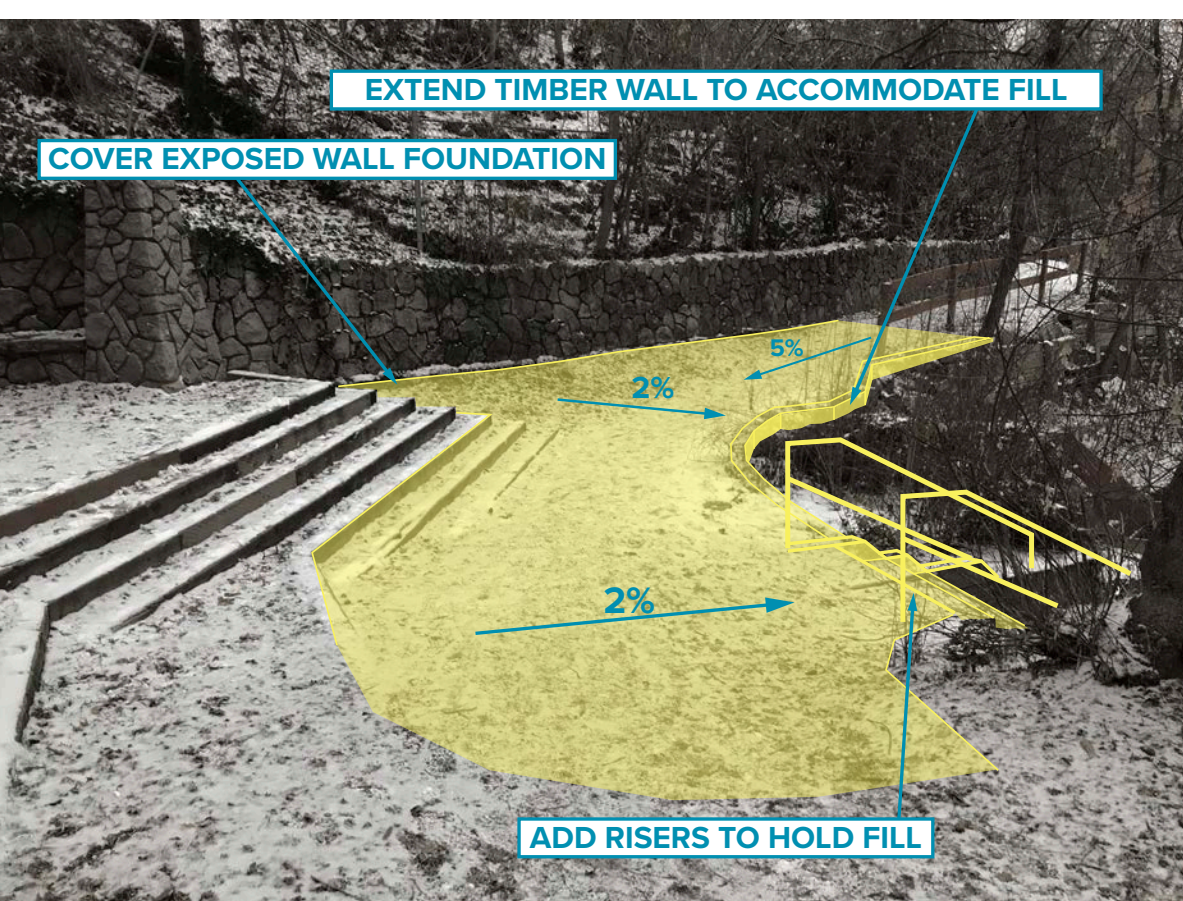 EXTEND TIMBER WALL TO ACCOMMODATE FILL
COVER EXPOSED WALL FOUNDATION
5%
2%
2%
ADD RISERS TO HOLD FILL